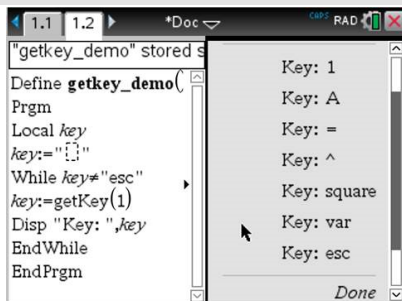 1.1 1.2 *Doc CAPS RAD
"getkey_demo" stored s
Define getkey_demo(
Prgm
Local key
key:=" "
While key≠"esc"
key:=getKey(1)
Disp "Key: ",key
EndWhile
EndPrgm
Key: 1
Key: A
Key: =
Key: ^
Key: square
Key: var
Key: esc
Done